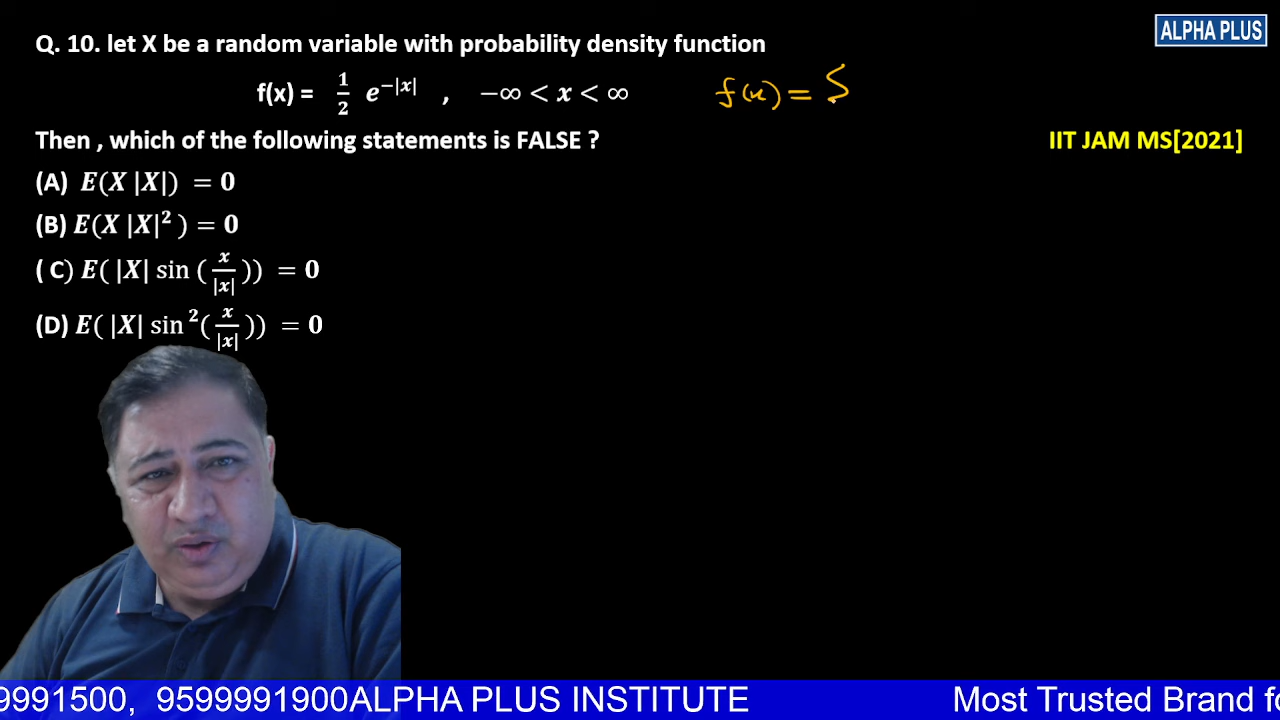 Q. 10. let X be a random variable with probability density function
ALPHA PLUS
f(x) = 1/2 e^{-|x|} , −∞ < x < ∞ f(x) =
Then , which of the following statements is FALSE ?
IIT JAM MS[2021]
(A) E(X |X|) = 0
(B) E(X |X|² ) = 0
( C) E( |X| sin ( x/|x| )) = 0
(D) E( |X| sin ²( x/|x| )) = 0
9991500, 9599991900ALPHA PLUS INSTITUTE Most Trusted Brand fo